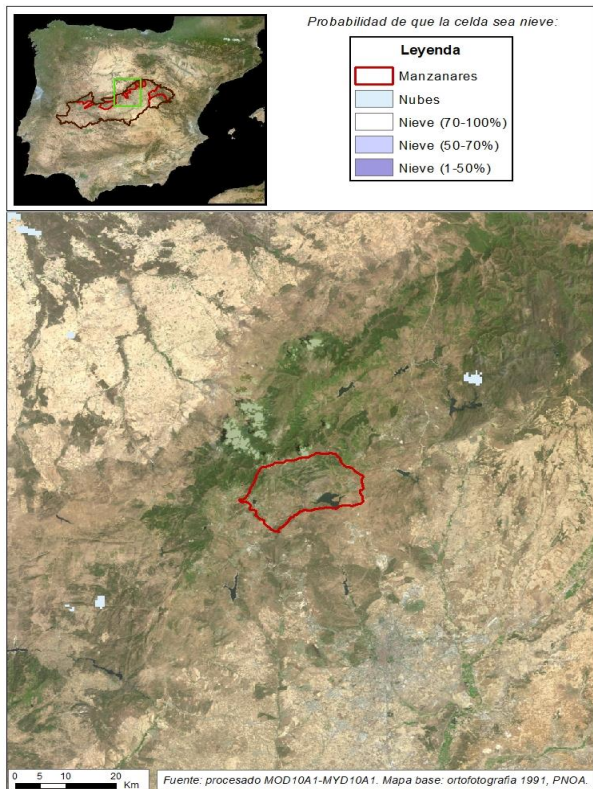 Probabilidad de que la celda sea nieve:
Leyenda
Manzanares
Nubes
Nieve (70-100%)
Nieve (50-70%)
Nieve (1-50%)
0 5 10 20
Km
Fuente: procesado MOD10A1-MYD10A1. Mapa base: ortofotografia 1991, PNOA.